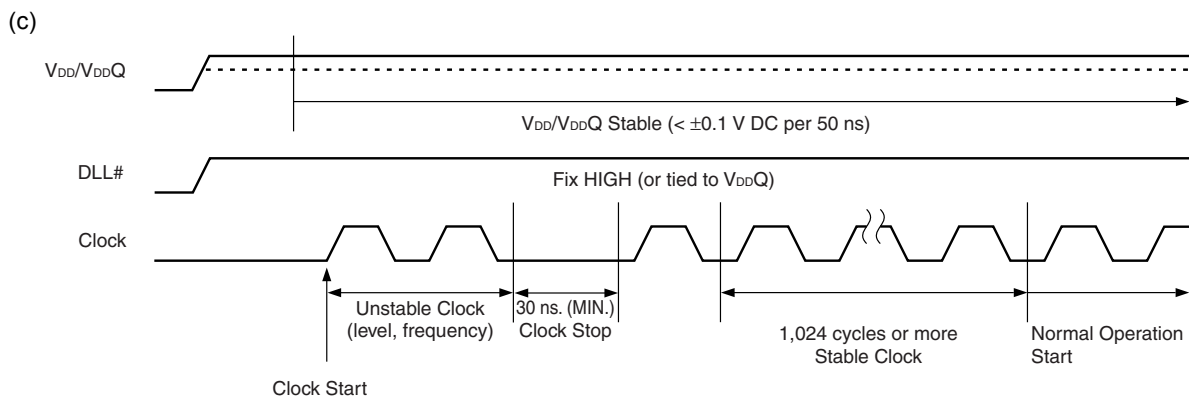 (c)
VDD/VDDQ
VDD/VDDQ Stable (< ±0.1 V DC per 50 ns)
DLL#
Fix HIGH (or tied to VDDQ)
Clock
Unstable Clock
(level, frequency)
30 ns. (MIN.)
Clock Stop
1,024 cycles or more
Stable Clock
Normal Operation
Start
Clock Start